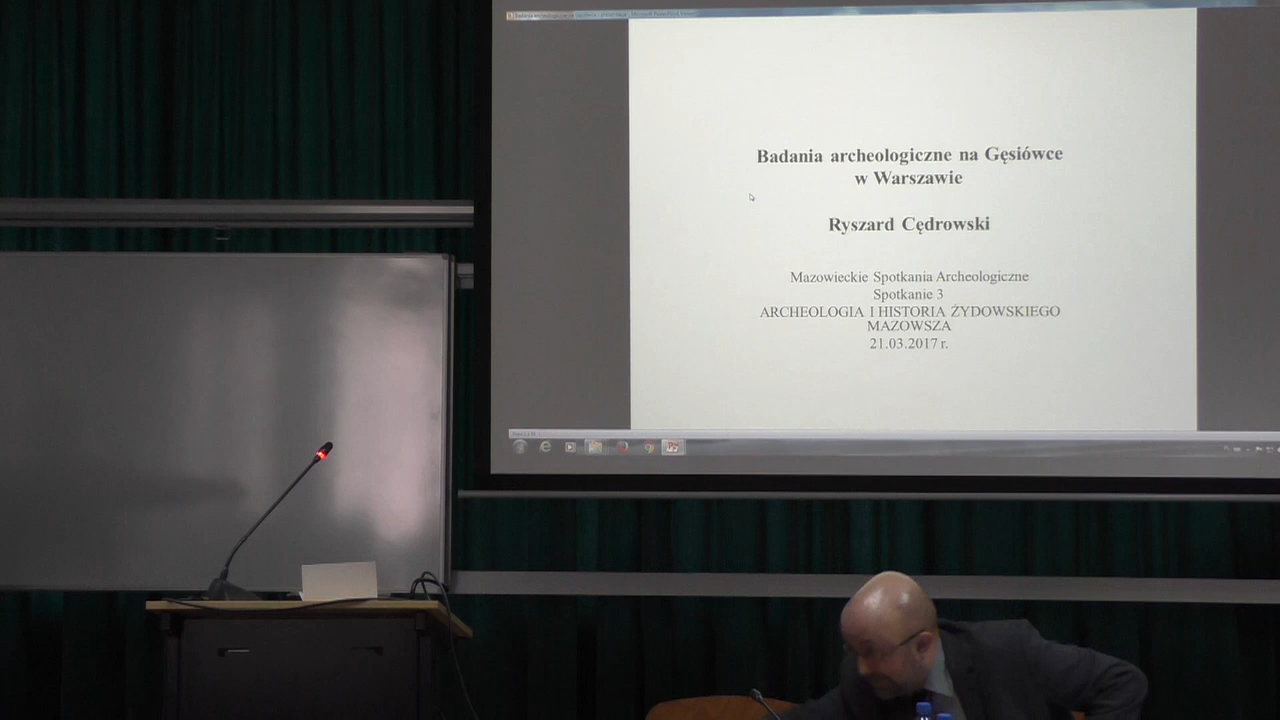 Badania archeologiczne na Gęsiówce
w Warszawie
Ryszard Cędrowski
Mazowieckie Spotkania Archeologiczne
Spotkanie 3
ARCHEOLOGIA I HISTORIA ŻYDOWSKIEGO
MAZOWSZA
21.03.2017 r.